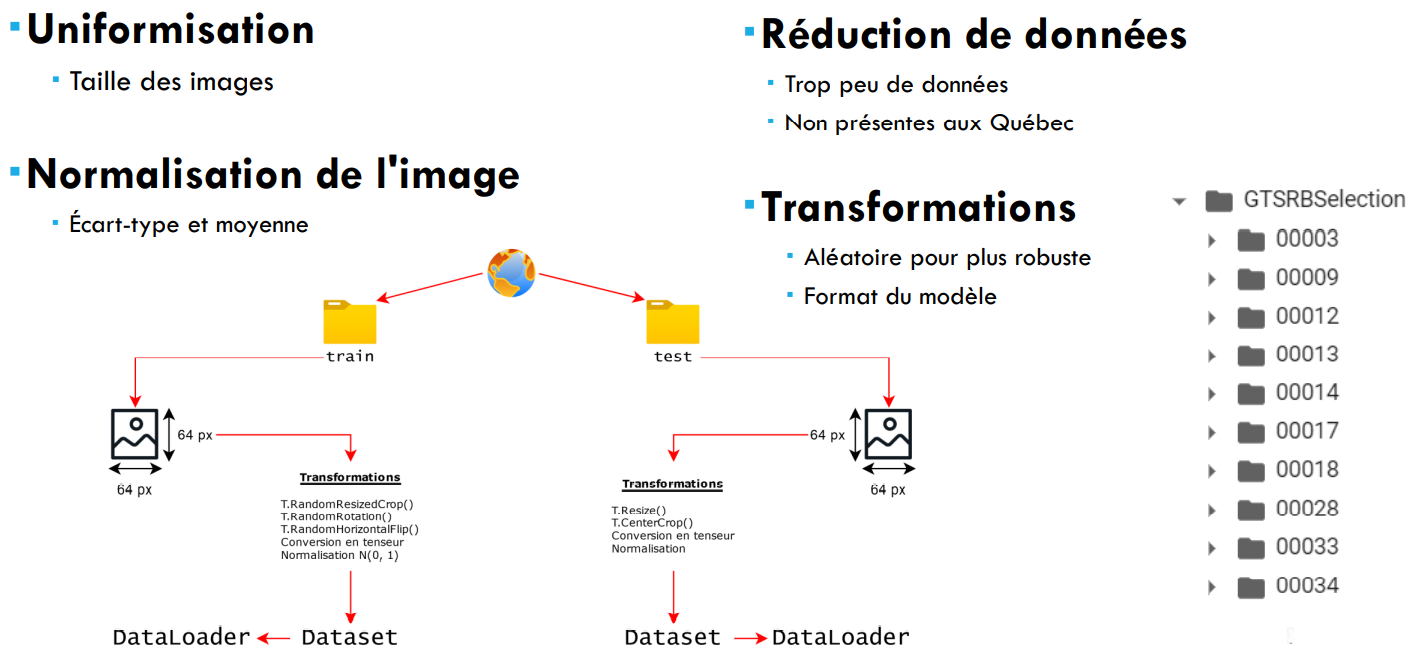 Uniformisation
Taille des images
Normalisation de l'image
Écart-type et moyenne
Réduction de données
Trop peu de données
Non présentes aux Québec
Transformations
Aléatoire pour plus robuste
Format du modèle
train
64 px
64 px
Transformations
T.RandomResizedCrop()
T.RandomRotation()
T.RandomHorizontalFlip()
Conversion en tenseur
Normalisation N(0, 1)
DataLoader
Dataset
test
64 px
64 px
Transformations
T.Resize()
T.CenterCrop()
Conversion en tenseur
Normalisation
Dataset
DataLoader
GTSRBSelection
00003
00009
00012
00013
00014
00017
00018
00028
00033
00034